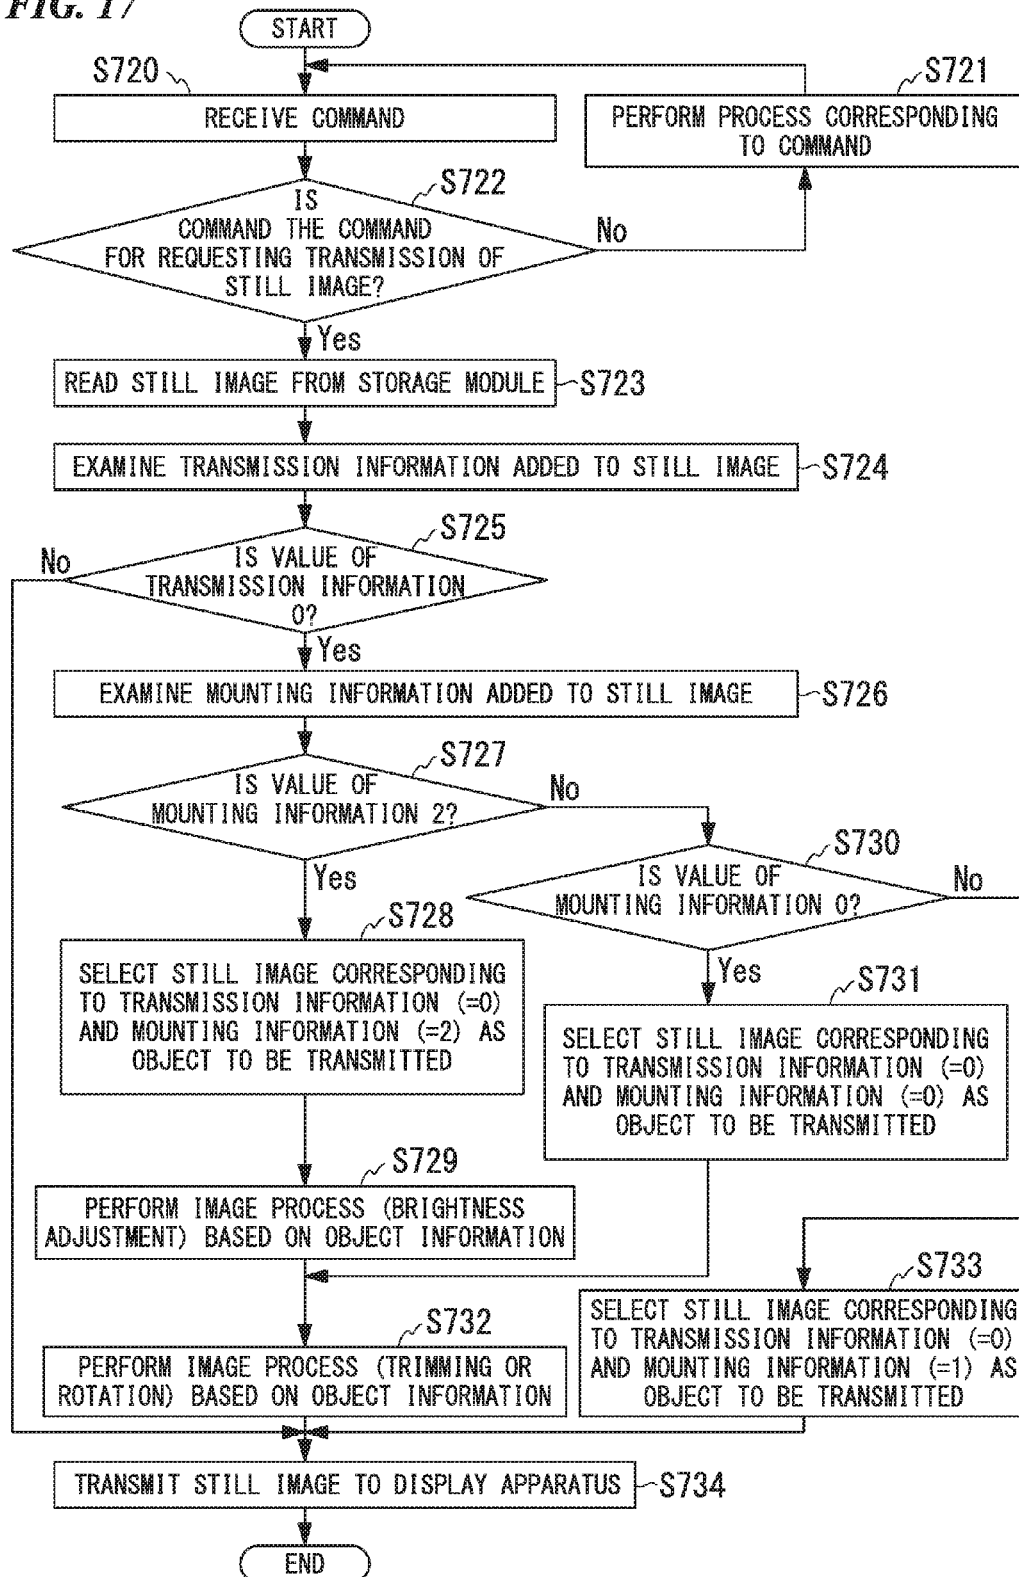 FIG. 17
START
S720
RECEIVE COMMAND
S721
PERFORM PROCESS CORRESPONDING
TO COMMAND
S722
IS
COMMAND THE COMMAND
FOR REQUESTING TRANSMISSION OF
STILL IMAGE?
No
Yes
READ STILL IMAGE FROM STORAGE MODULE
S723
EXAMINE TRANSMISSION INFORMATION ADDED TO STILL IMAGE
S724
S725
No
IS VALUE OF
TRANSMISSION INFORMATION
0?
Yes
EXAMINE MOUNTING INFORMATION ADDED TO STILL IMAGE
S726
S727
IS VALUE OF
MOUNTING INFORMATION 2?
No
Yes
S730
IS VALUE OF
MOUNTING INFORMATION 0?
No
Yes
S728
SELECT STILL IMAGE CORRESPONDING
TO TRANSMISSION INFORMATION (=0)
AND MOUNTING INFORMATION (=2) AS
OBJECT TO BE TRANSMITTED
S731
SELECT STILL IMAGE CORRESPONDING
TO TRANSMISSION INFORMATION (=0)
AND MOUNTING INFORMATION (=0) AS
OBJECT TO BE TRANSMITTED
S729
PERFORM IMAGE PROCESS (BRIGHTNESS
ADJUSTMENT) BASED ON OBJECT INFORMATION
S732
PERFORM IMAGE PROCESS (TRIMMING OR
ROTATION) BASED ON OBJECT INFORMATION
S733
SELECT STILL IMAGE CORRESPONDING
TO TRANSMISSION INFORMATION (=0)
AND MOUNTING INFORMATION (=1) AS
OBJECT TO BE TRANSMITTED
TRANSMIT STILL IMAGE TO DISPLAY APPARATUS
S734
END